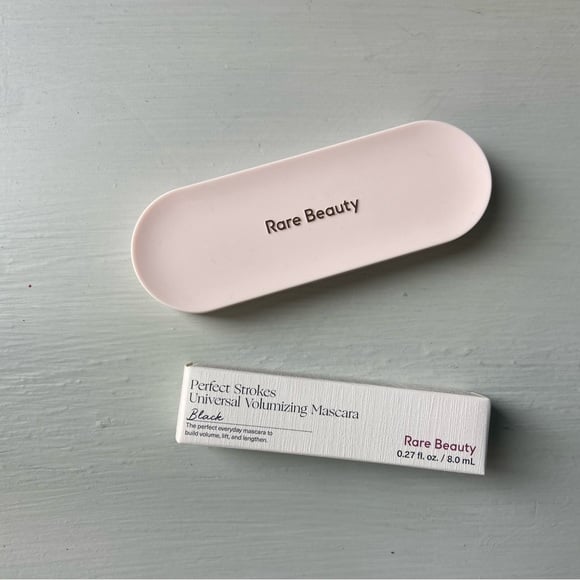 Rare Beauty
Perfect Strokes
Universal Volumizing Mascara
Black
The perfect everyday mascara to
build volume, lift, and lengthen.
Rare Beauty
0.27 fl. oz. / 8.0 mL